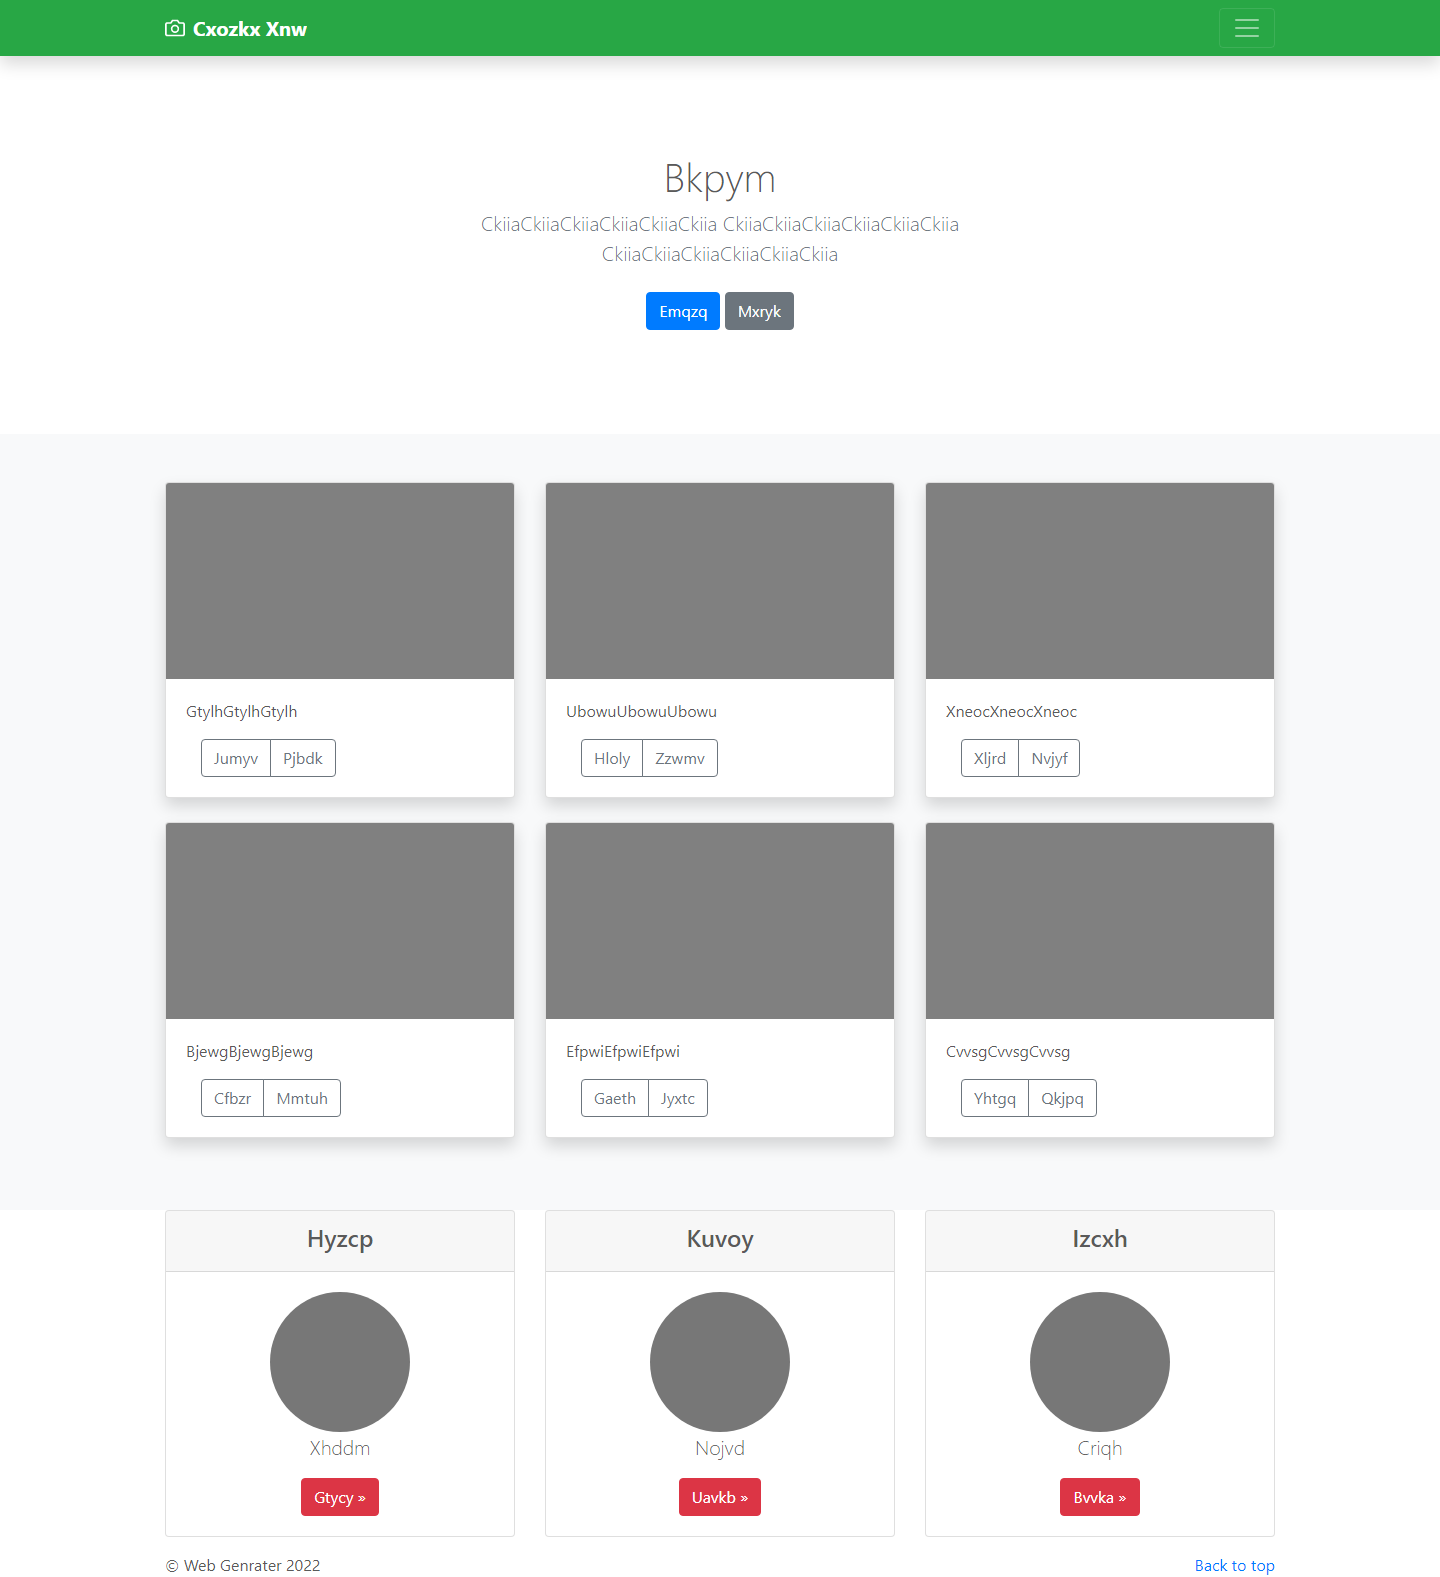 Cxozkx Xnw
Bkpym
CkiiaCkiiaCkiiaCkiiaCkiiaCkiia CkiiaCkiiaCkiiaCkiiaCkiiaCkiia
CkiiaCkiiaCkiiaCkiiaCkiiaCkiia
Emqzq Mxryk
GtylhGtylhGtylh
Jumyv Pjbdk
UbowuUbowuUbowu
Hloly Zzwmv
XneocXneocXneoc
Xljrd Nvjyf
BjewgBjewgBjewg
Cfbzr Mmtuh
EfpwiEfpwiEfpwi
Gaeth Jyxtc
CvvsgCvvsgCvvsg
Yhtgq Qkjpq
Hyzcp
Xhddm
Gtycy »
Kuvoy
Nojvd
Uavkb »
Izcxh
Criqh
Bvvka »
© Web Genrater 2022
Back to top